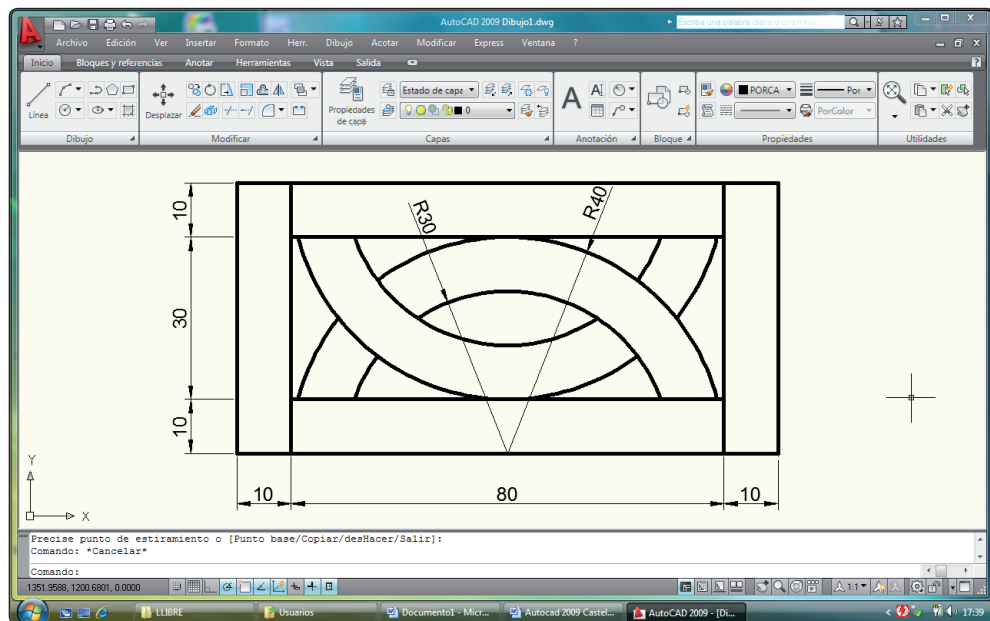 AutoCAD 2009 Dibujo1.dwg
Escriba una palabra clave o una frase
Archivo Edición Ver Insertar Formato Herr. Dibujo Acotar Modificar Express Ventana ?
Inicio Bloques y referencias Anotar Herramientas Vista Salida
Línea
Desplazar
Propiedades de capa
Estado de capa
0
A
A
PORCA
Por
PorColor
Dibujo Modificar Capas Anotación Bloque Propiedades Utilidades
10
R30
R40
30
10
Y
X
10 80 10
Precise punto de estiramiento o [Punto base/Copiar/desHacer/Salir]:
Comando: *Cancelar*
Comando:
1351.9588, 1200.6801, 0.0000
A 1:1
LLIBRE Usuarios Documento1 - Micr... Autocad 2009 Castel... AutoCAD 2009 - [Di...
17:39